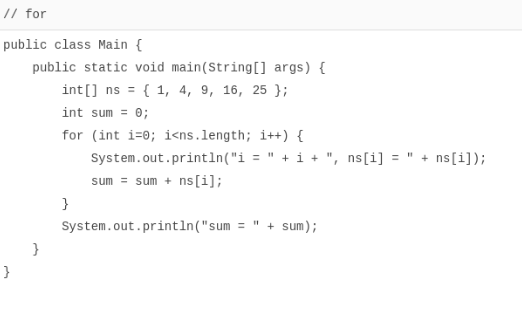 // for
public class Main {
    public static void main(String[] args) {
        int[] ns = { 1, 4, 9, 16, 25 };
        int sum = 0;
        for (int i=0; i<ns.length; i++) {
            System.out.println("i = " + i + ", ns[i] = " + ns[i]);
            sum = sum + ns[i];
        }
        System.out.println("sum = " + sum);
    }
}